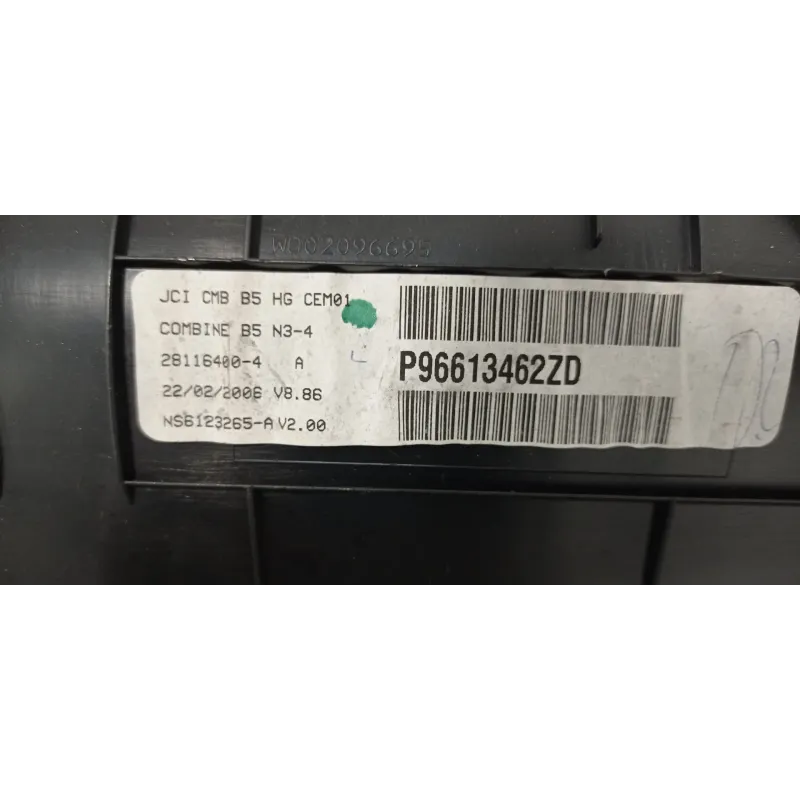 W002096695
JCI CMB B5 HG CEM01
COMBINE B5 N3-4
28116400-4 A
22/02/2006 V8.86
NS6123265-A V2.00
P96613462ZD